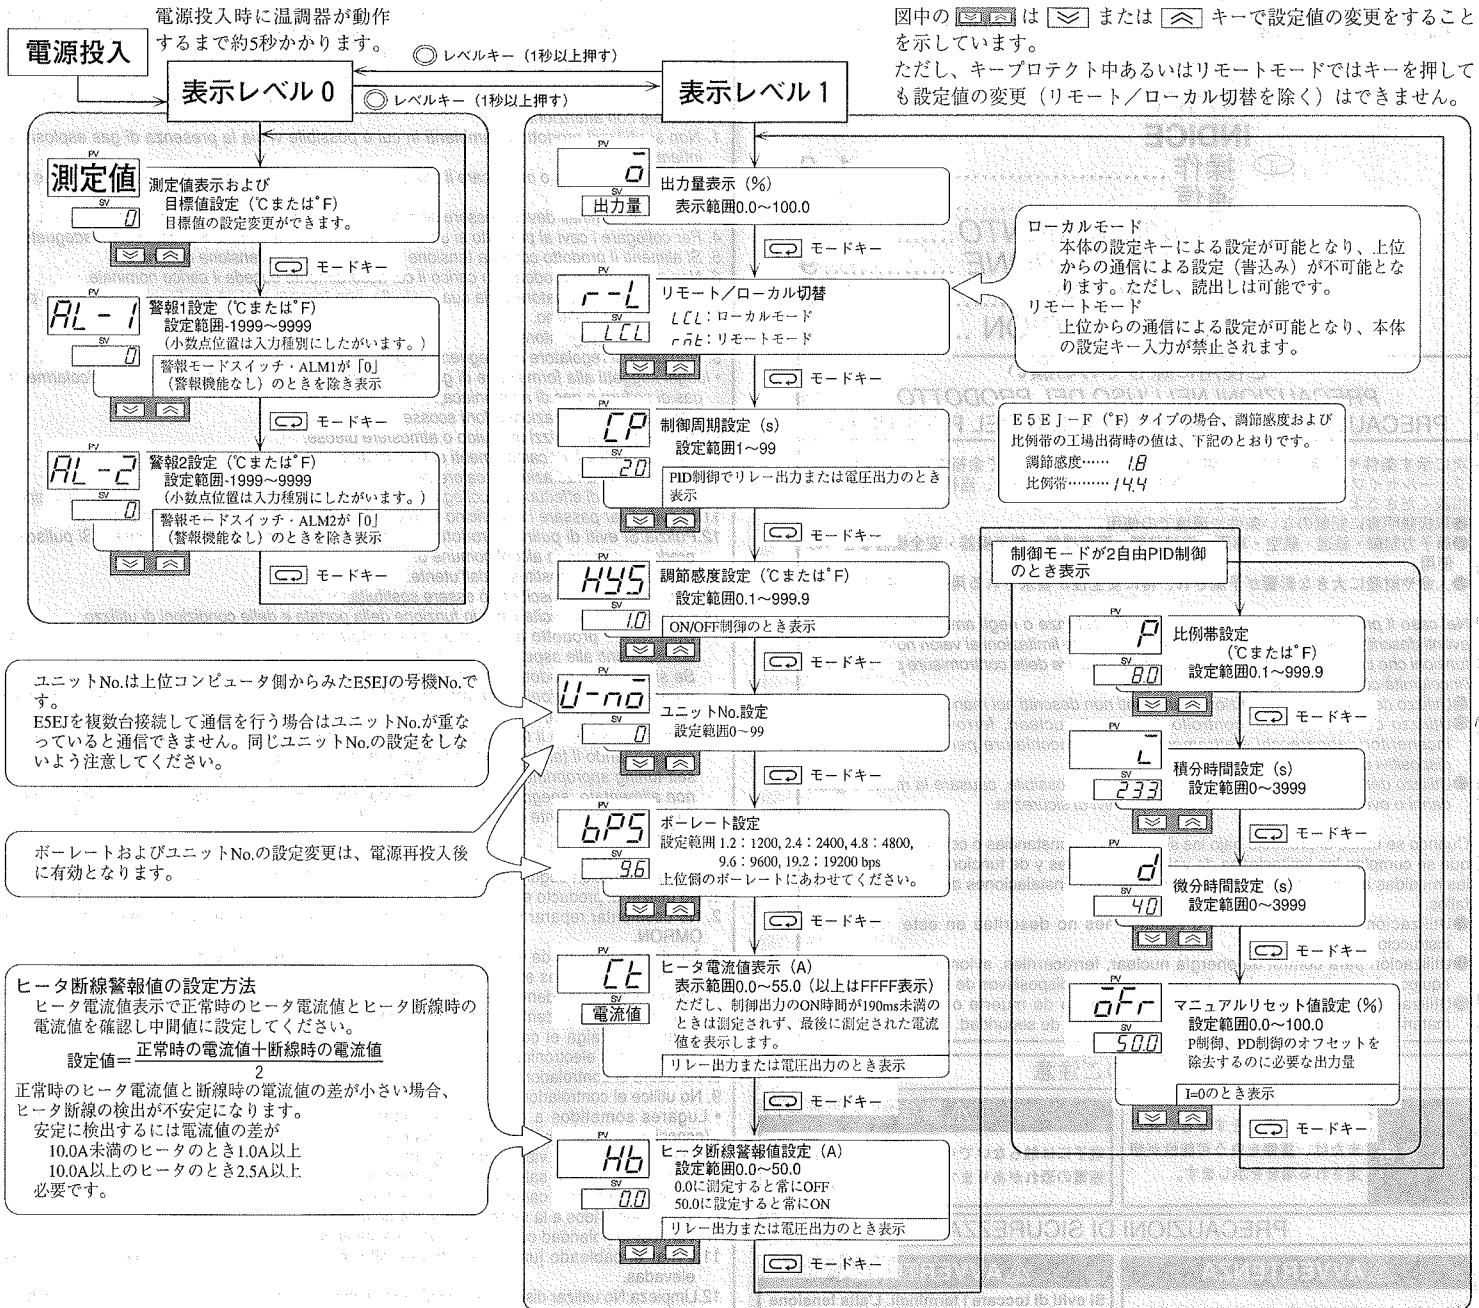 電源投入時に温調器が動作
するまで約5秒かかります。
電源投入
表示レベル 0
レベルキー(1秒以上押す)
レベルキー(1秒以上押す)
表示レベル 1
図中の は または キーで設定値の変更をすること
を示しています。
ただし、キープロテクト中あるいはリモートモードではキーを押して
も設定値の変更(リモート/ローカル切替を除く)はできません。
PV
測定値
SV
0
測定値表示および
目標値設定(℃または°F)
目標値の設定変更ができます。
モードキー
PV
AL-1
SV
0
警報1設定(℃または°F)
設定範囲-1999~9999
(小数点位置は入力種別にしたがいます。)
警報モードスイッチ・ALM1が「0」
(警報機能なし)のときを除き表示
モードキー
PV
AL-2
SV
0
警報2設定(℃または°F)
設定範囲-1999~9999
(小数点位置は入力種別にしたがいます。)
警報モードスイッチ・ALM2が「0」
(警報機能なし)のときを除き表示
モードキー
ユニットNo.は上位コンピュータ側からみたE5EJの号機No.で
す。
E5EJを複数台接続して通信を行う場合はユニットNo.が重な
っていると通信できません。同じユニットNo.の設定をしな
いよう注意してください。
ボーレートおよびユニットNo.の設定変更は、電源再投入後
に有効となります。
ヒータ断線警報値の設定方法
ヒータ電流値表示で正常時のヒータ電流値とヒータ断線時の
電流値を確認し中間値に設定してください。
設定値=正常時の電流値+断線時の電流値
2
正常時のヒータ電流値と断線時の電流値の差が小さい場合、
ヒータ断線の検出が不安定になります。
安定に検出するには電流値の差が
10.0A未満のヒータのとき1.0A以上
10.0A以上のヒータのとき2.5A以上
必要です。
PV
o
SV
出力量
出力量表示(%)
表示範囲0.0~100.0
モードキー
PV
r-L
SV
LCL
リモート/ローカル切替
LCL:ローカルモード
rmt:リモートモード
モードキー
PV
CP
SV
20
制御周期設定(s)
設定範囲1~99
PID制御でリレー出力または電圧出力のとき
表示
モードキー
PV
HYS
SV
1.0
調節感度設定(℃または°F)
設定範囲0.1~999.9
ON/OFF制御のとき表示
モードキー
PV
U-no
SV
0
ユニットNo.設定
設定範囲0~99
モードキー
PV
bPS
SV
9.6
ボーレート設定
設定範囲 1.2:1200, 2.4:2400, 4.8:4800,
9.6:9600, 19.2:19200 bps
上位側のボーレートにあわせてください。
モードキー
PV
Ct
SV
電流値
ヒータ電流値表示(A)
表示範囲0.0~55.0(以上はFFFF表示)
ただし、制御出力のON時間が190ms未満の
ときは測定されず、最後に測定された電流
値を表示します。
リレー出力または電圧出力のとき表示
モードキー
PV
Hb
SV
0.0
ヒータ断線警報値設定(A)
設定範囲0.0~50.0
0.0に測定すると常にOFF
50.0に設定すると常にON
リレー出力または電圧出力のとき表示
モードキー
ローカルモード
本体の設定キーによる設定が可能となり、上位
からの通信による設定(書込み)が不可能とな
ります。ただし、読出しは可能です。
リモートモード
上位からの通信による設定が可能となり、本体
の設定キー入力が禁止されます。
E5EJ-F(°F)タイプの場合、調節感度および
比例帯の工場出荷時の値は、下記のとおりです。
調節感度…… 1.8
比例帯……… 14.4
制御モードが2自由PID制御
のとき表示
PV
P
SV
8.0
比例帯設定
(℃または°F)
設定範囲0.1~999.9
モードキー
PV
i
SV
233
積分時間設定(s)
設定範囲0~3999
モードキー
PV
d
SV
40
微分時間設定(s)
設定範囲0~3999
モードキー
PV
oFr
SV
50.0
マニュアルリセット値設定(%)
設定範囲0.0~100.0
P制御、PD制御のオフセットを
除去するのに必要な出力量
I=0のとき表示
モードキー